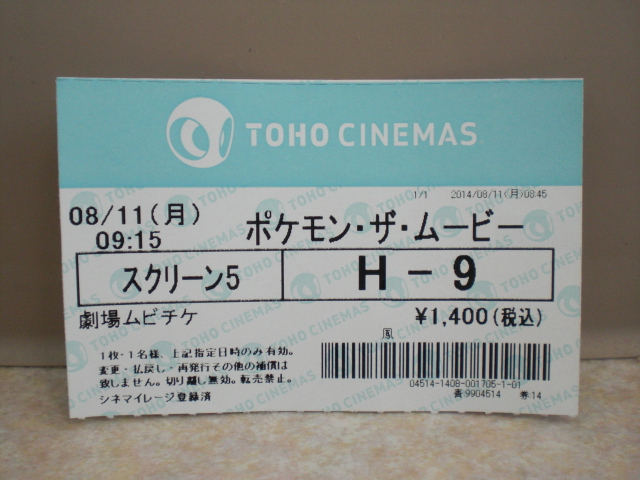 TOHO CINEMAS
1/1 2014/08/11(月)08:45
08/11(月)
09:15
ポケモン・ザ・ムービー
スクリーン5
H－9
劇場ムビチケ
¥1,400(税込)
1枚・1名様、上記指定日時のみ有効。
変更・払戻し・再発行その他の補償は
致しません。切り離し無効。転売禁止。
シネマイレージ登録済
04514-1408-001705-1-01
青:9904514 券:14